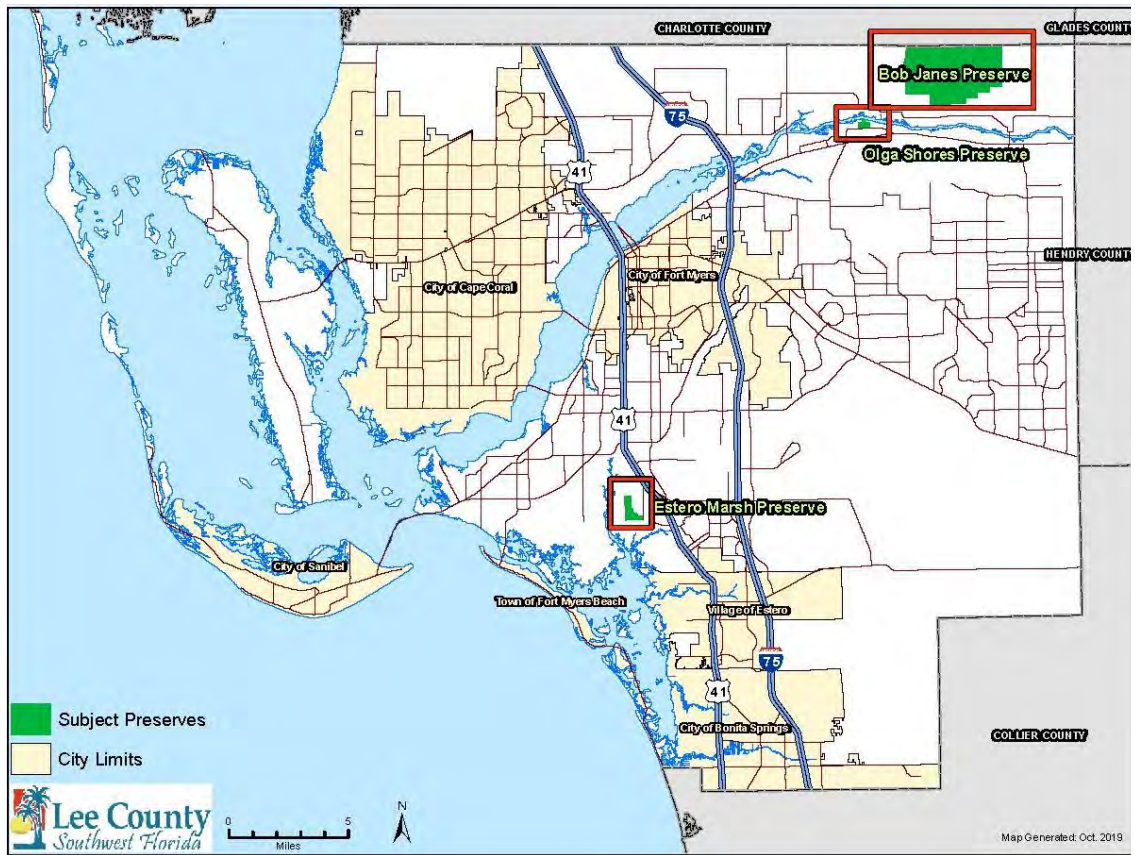 CHARLOTTE COUNTY
GLADES COUNTY
Bob Janes Preserve
75
Olga Shores Preserve
41
HENDRY COUNTY
City of Fort Myers
City of Cape Coral
41
Estero Marsh Preserve
City of Sanibel
Town of Fort Myers Beach
Village of Estero
75
41
City of Bonita Springs
COLLIER COUNTY
Subject Preserves
City Limits
Lee County
Southwest Florida
N
0 5
Miles
Map Generated: Oct. 2019